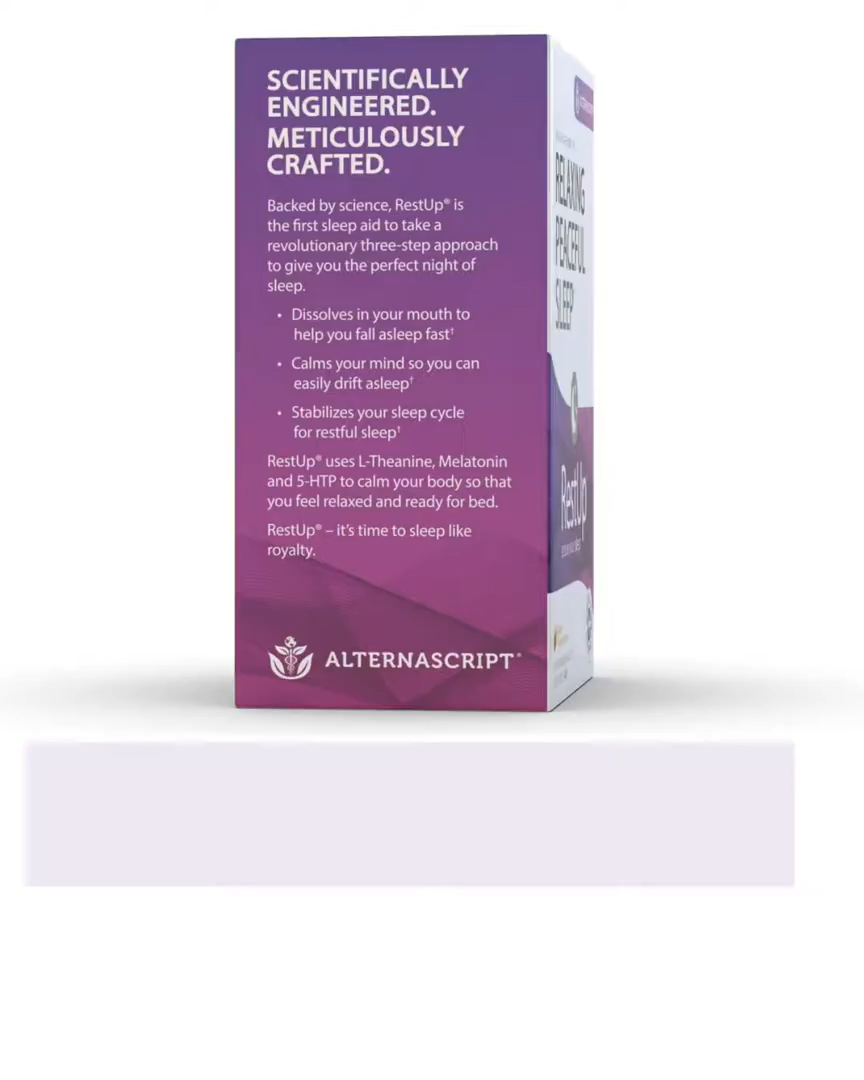 SCIENTIFICALLY
ENGINEERED.
METICULOUSLY
CRAFTED.
Backed by science, RestUp® is
the first sleep aid to take a
revolutionary three-step approach
to give you the perfect night of
sleep.
• Dissolves in your mouth to
help you fall asleep fast†
• Calms your mind so you can
easily drift asleep†
• Stabilizes your sleep cycle
for restful sleep†
RestUp® uses L-Theanine, Melatonin
and 5-HTP to calm your body so that
you feel relaxed and ready for bed.
RestUp® – it's time to sleep like
royalty.
ALTERNASCRIPT®
ALTERNASCRIPT
RELAXING
PEACEFUL
SLEEP
RestUp